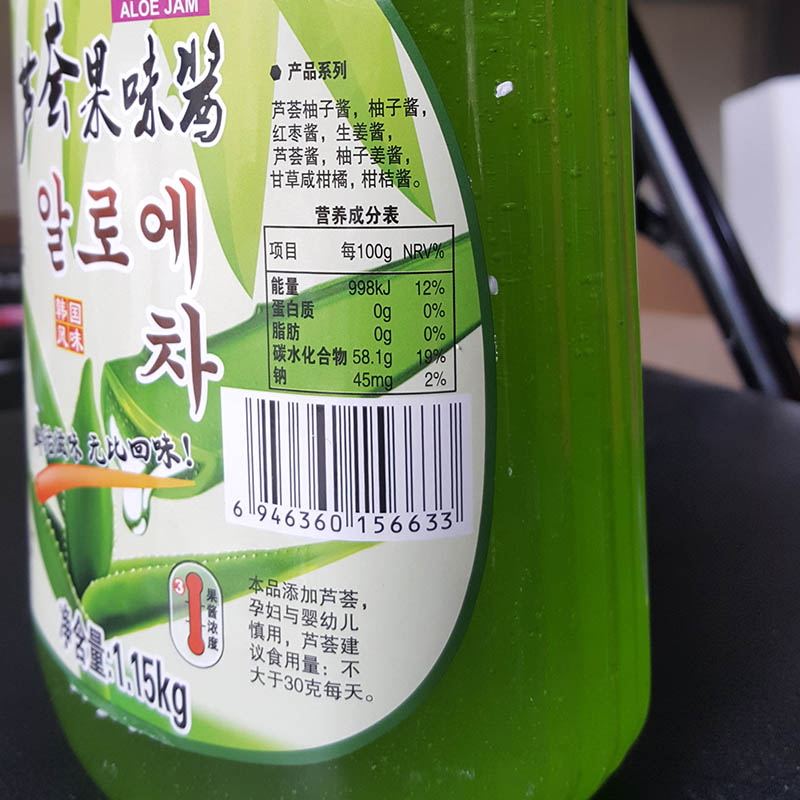 ALOE JAM
芦荟果味酱
알로에
차
韩国
风味
无比回味!
净含量:1.15kg
3
果酱浓度
产品系列
芦荟柚子酱，柚子酱，
红枣酱，生姜酱，
芦荟酱，柚子姜酱，
甘草咸柑橘，柑桔酱。
营养成分表
项目 每100g NRV%
能量 998kJ 12%
蛋白质 0g 0%
脂肪 0g 0%
碳水化合物 58.1g 19%
钠 45mg 2%
6 946360 156633
本品添加芦荟，
孕妇与婴幼儿
慎用，芦荟建
议食用量：不
大于30克每天。